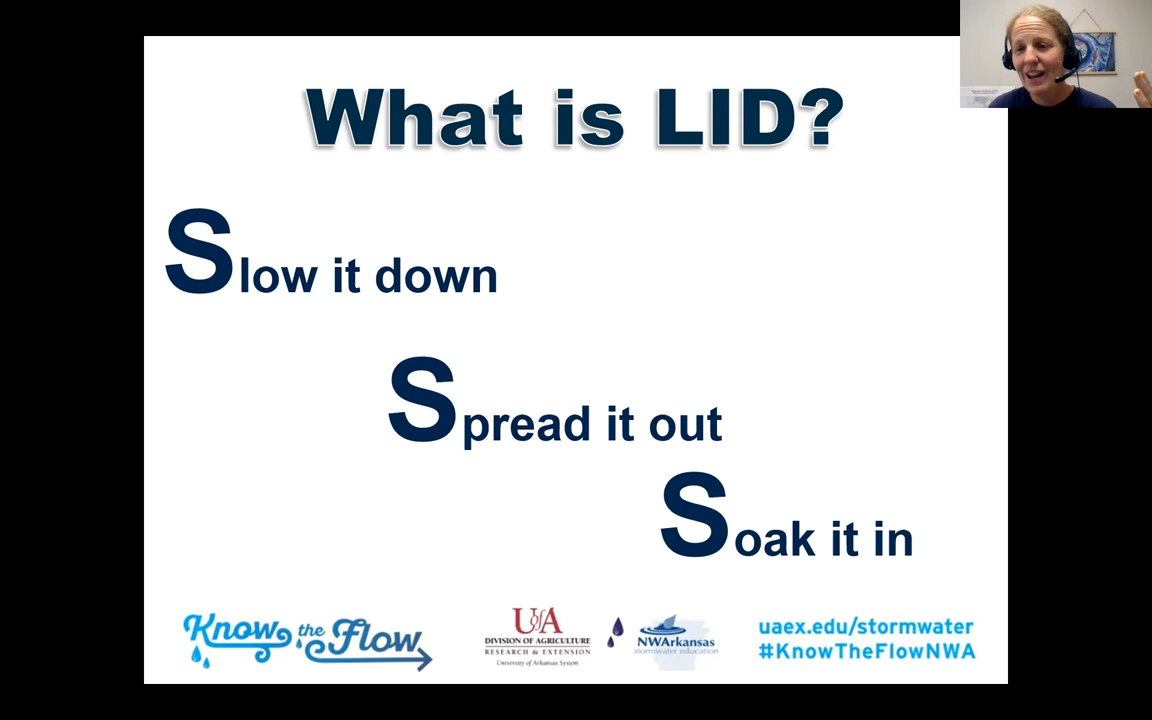 What is LID?
Slow it down
Spread it out
Soak it in
Know the Flow
UofA
DIVISION OF AGRICULTURE
RESEARCH & EXTENSION
University of Arkansas System
NWArkansas
stormwater education
uaex.edu/stormwater
#KnowTheFlowNWA